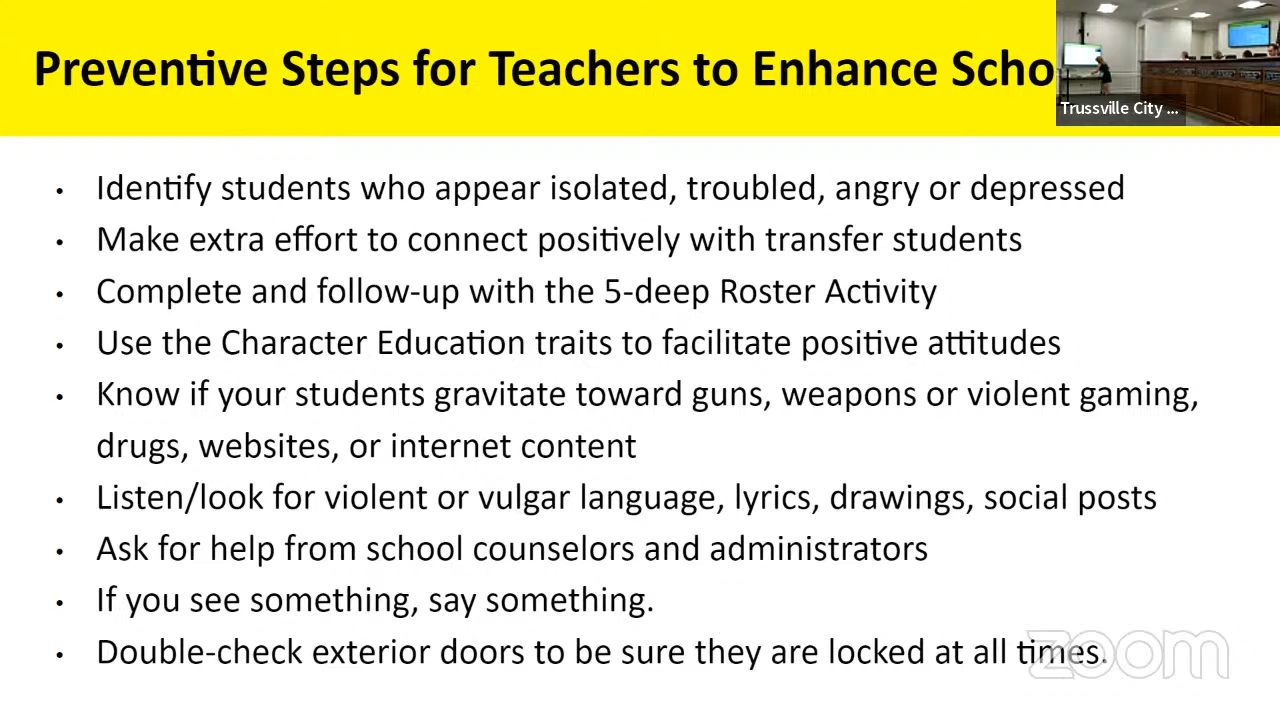 Preventive Steps for Teachers to Enhance Scho
Trussville City ...
• Identify students who appear isolated, troubled, angry or depressed
• Make extra effort to connect positively with transfer students
• Complete and follow-up with the 5-deep Roster Activity
• Use the Character Education traits to facilitate positive attitudes
• Know if your students gravitate toward guns, weapons or violent gaming,
drugs, websites, or internet content
• Listen/look for violent or vulgar language, lyrics, drawings, social posts
• Ask for help from school counselors and administrators
• If you see something, say something.
• Double-check exterior doors to be sure they are locked at all times.
zoom